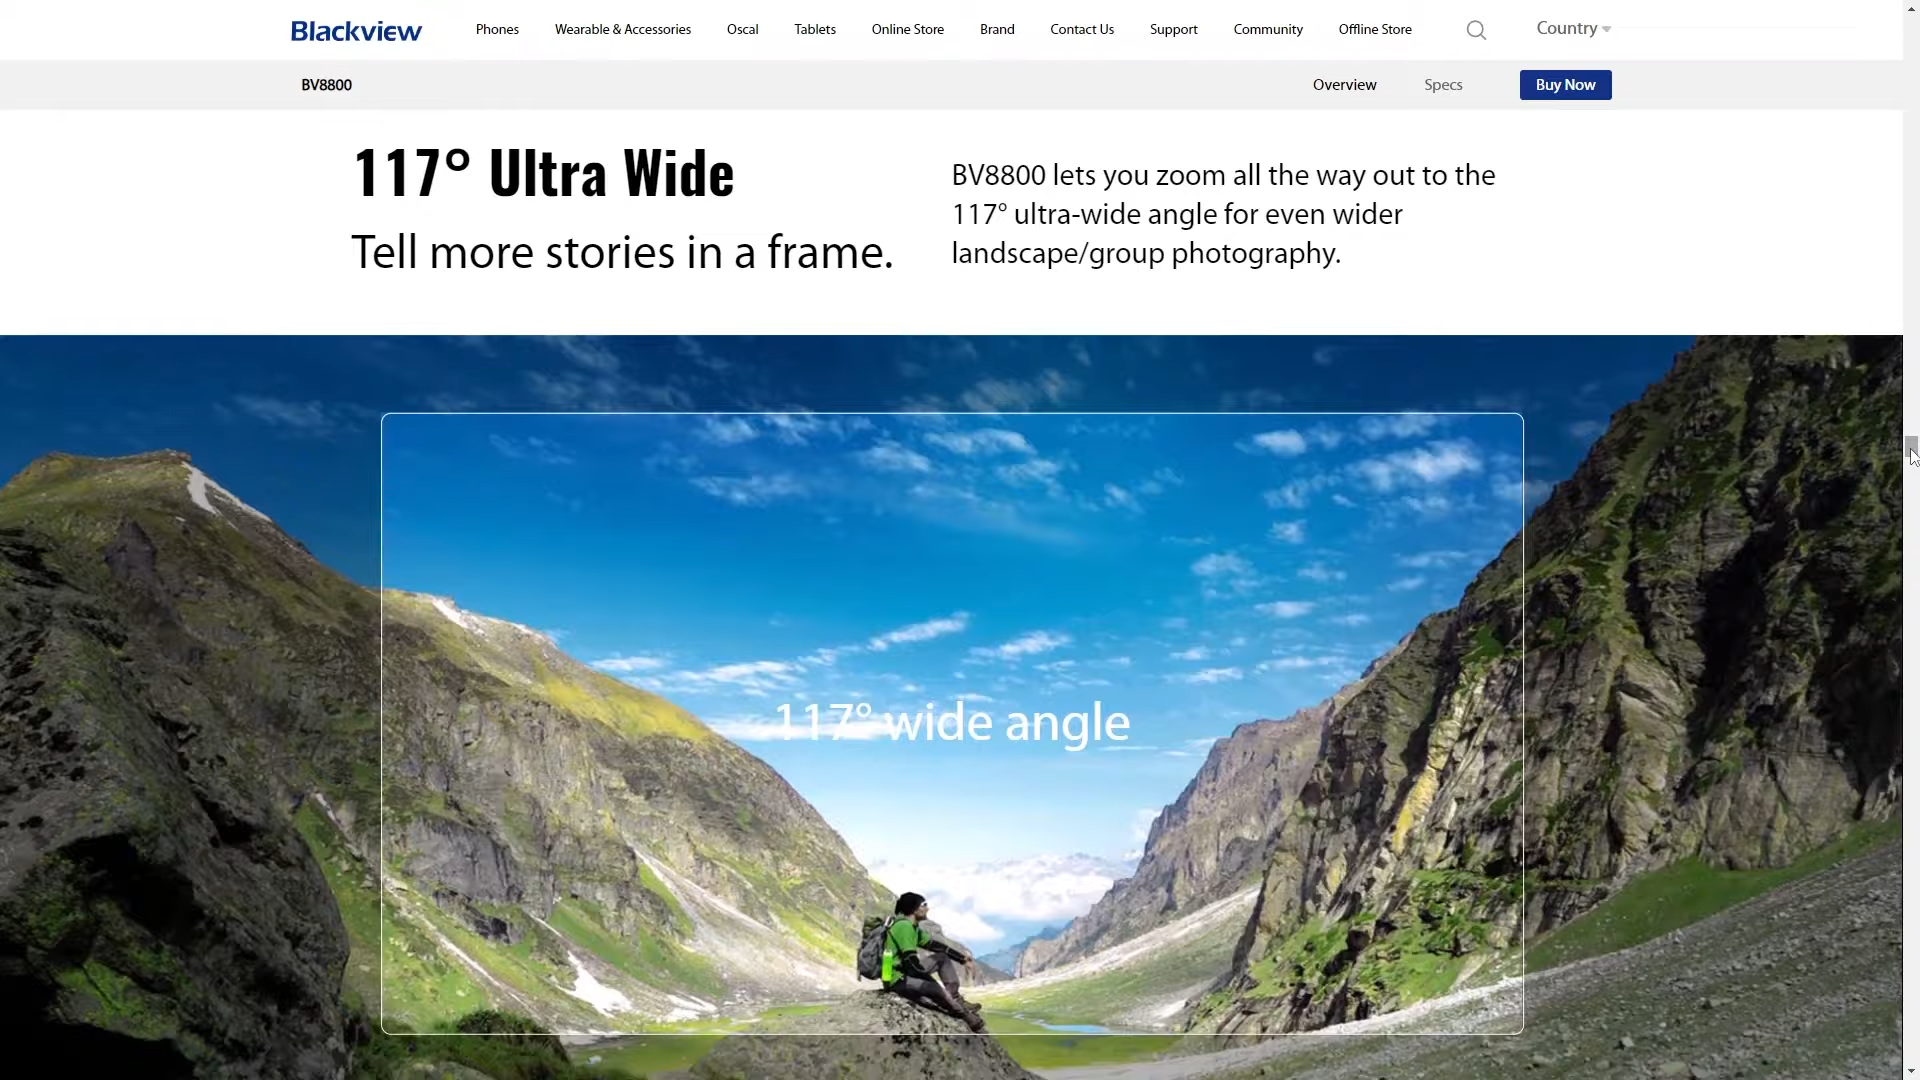 Blackview Phones Wearable & Accessories Oscal Tablets Online Store Brand Contact Us Support Community Offline Store Country
BV8800 Overview Specs Buy Now
117° Ultra Wide
Tell more stories in a frame.
BV8800 lets you zoom all the way out to the
117° ultra-wide angle for even wider
landscape/group photography.
117° wide angle